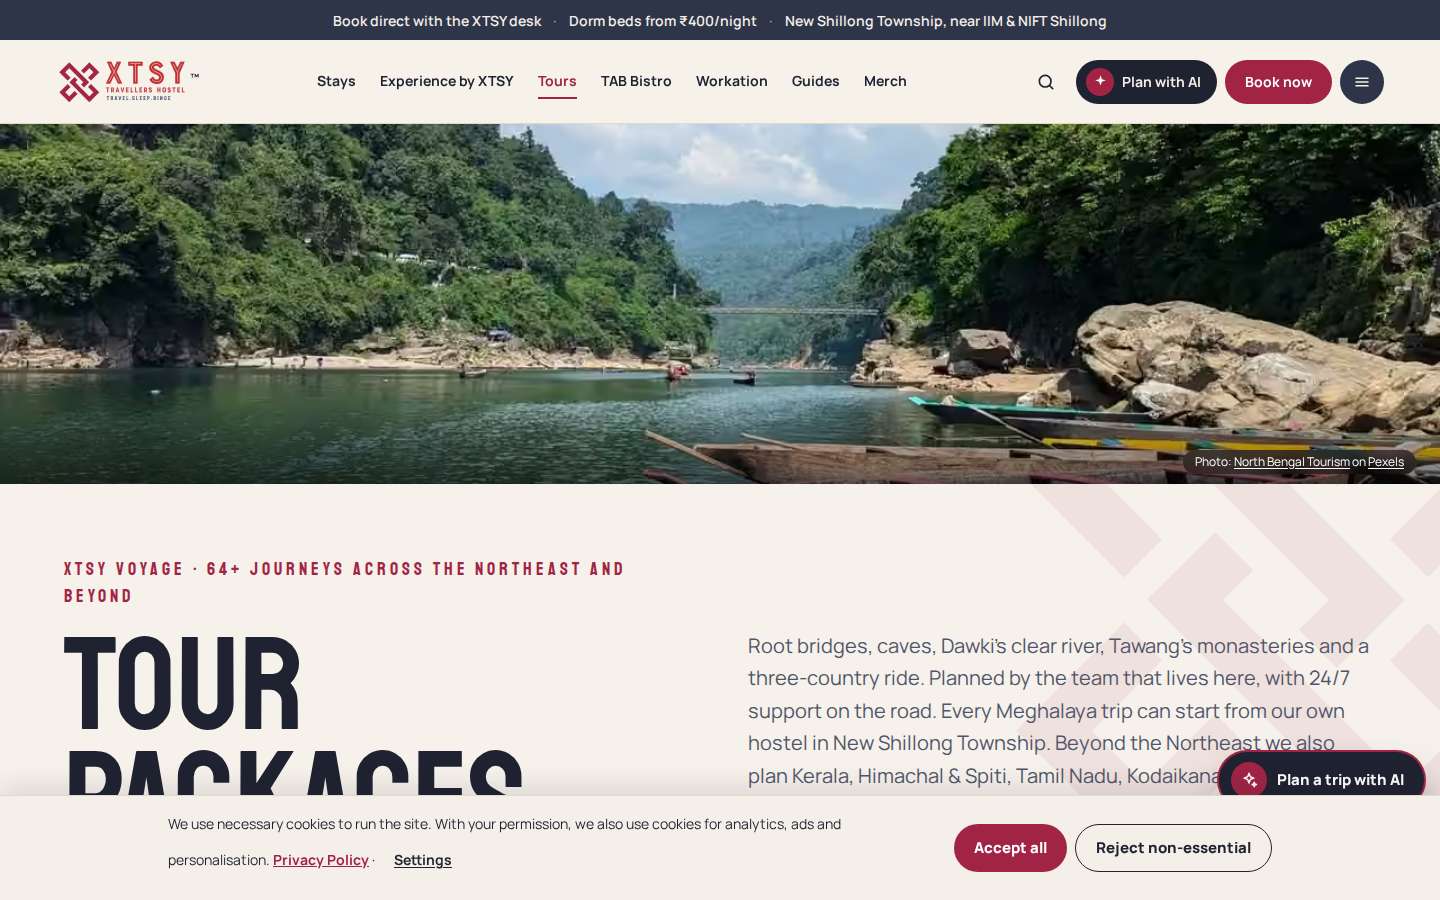 Book direct with the XTSY desk · Dorm beds from ₹400/night · New Shillong Township, near IIM & NIFT Shillong
XTSY ™
TRAVELLERS HOSTEL
TRAVEL.SLEEP.BINGE
Stays Experience by XTSY Tours TAB Bistro Workation Guides Merch
Plan with AI Book now
Photo: North Bengal Tourism on Pexels
XTSY VOYAGE · 64+ JOURNEYS ACROSS THE NORTHEAST AND
BEYOND
TOUR
PACKAGES
Root bridges, caves, Dawki's clear river, Tawang's monasteries and a
three-country ride. Planned by the team that lives here, with 24/7
support on the road. Every Meghalaya trip can start from our own
hostel in New Shillong Township. Beyond the Northeast we also
plan Kerala, Himachal & Spiti, Tamil Nadu, Kodaikana
Plan a trip with AI
We use necessary cookies to run the site. With your permission, we also use cookies for analytics, ads and
personalisation. Privacy Policy · Settings
Accept all Reject non-essential